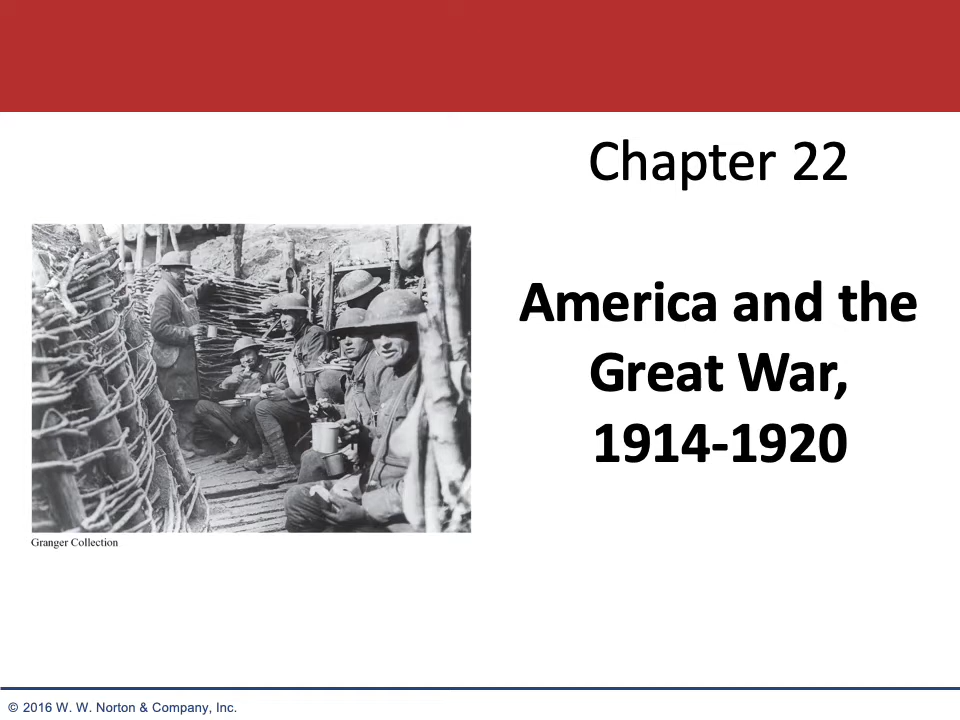 Chapter 22
America and the
Great War,
1914-1920
Granger Collection
© 2016 W. W. Norton & Company, Inc.